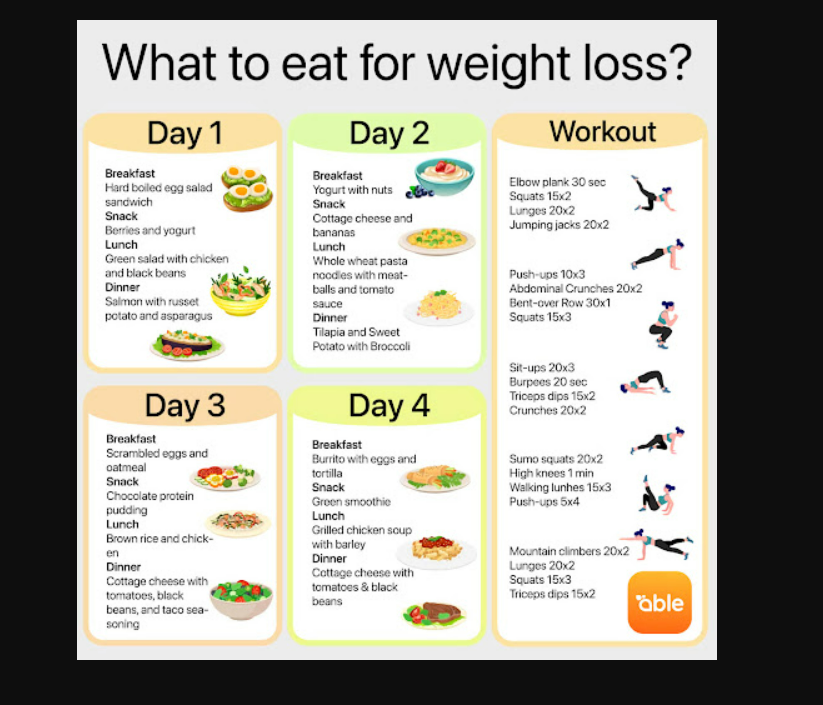 What to eat for weight loss?
Day 1
Breakfast
Hard boiled egg salad
sandwich
Snack
Berries and yogurt
Lunch
Green salad with chicken
and black beans
Dinner
Salmon with russet
potato and asparagus
Day 2
Breakfast
Yogurt with nuts
Snack
Cottage cheese and
bananas
Lunch
Whole wheat pasta
noodles with meat-
balls and tomato
sauce
Dinner
Tilapia and Sweet
Potato with Broccoli
Day 3
Breakfast
Scrambled eggs and
oatmeal
Snack
Chocolate protein
pudding
Lunch
Brown rice and chick-
en
Dinner
Cottage cheese with
tomatoes, black
beans, and taco sea-
soning
Day 4
Breakfast
Burrito with eggs and
tortilla
Snack
Green smoothie
Lunch
Grilled chicken soup
with barley
Dinner
Cottage cheese with
tomatoes & black
beans
Workout
Elbow plank 30 sec
Squats 15x2
Lunges 20x2
Jumping jacks 20x2
Push-ups 10x3
Abdominal Crunches 20x2
Bent-over Row 30x1
Squats 15x3
Sit-ups 20x3
Burpees 20 sec
Triceps dips 15x2
Crunches 20x2
Sumo squats 20x2
High knees 1 min
Walking lunhes 15x3
Push-ups 5x4
Mountain climbers 20x2
Lunges 20x2
Squats 15x3
Triceps dips 15x2
able